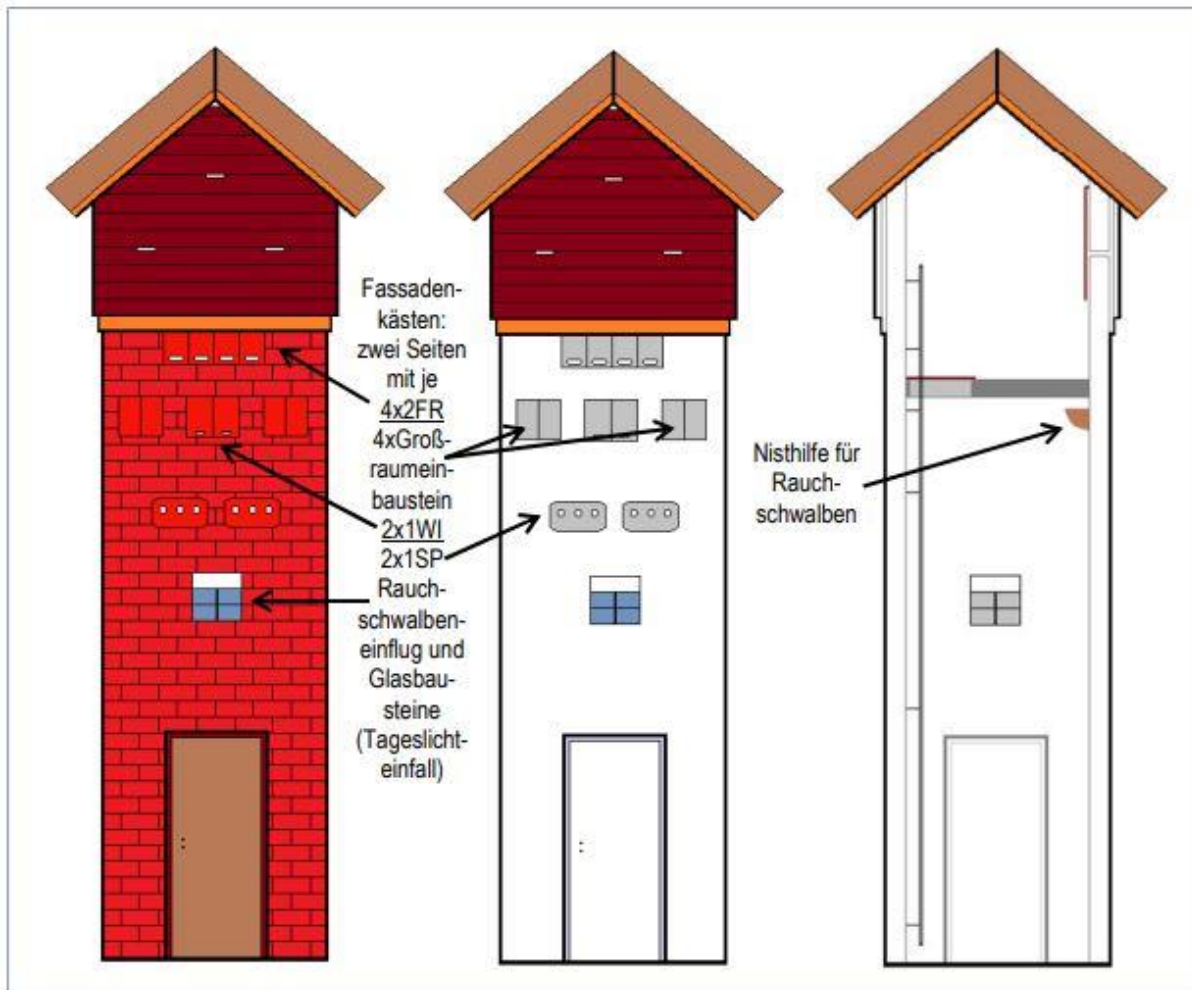 Fassaden-
kästen:
zwei Seiten
mit je
4x2FR
4xGroß-
raumein-
baustein
2x1WI
2x1SP
Rauch-
schwalben-
einflug und
Glasbau-
steine
(Tageslicht-
einfall)
Nisthilfe für
Rauch-
schwalben